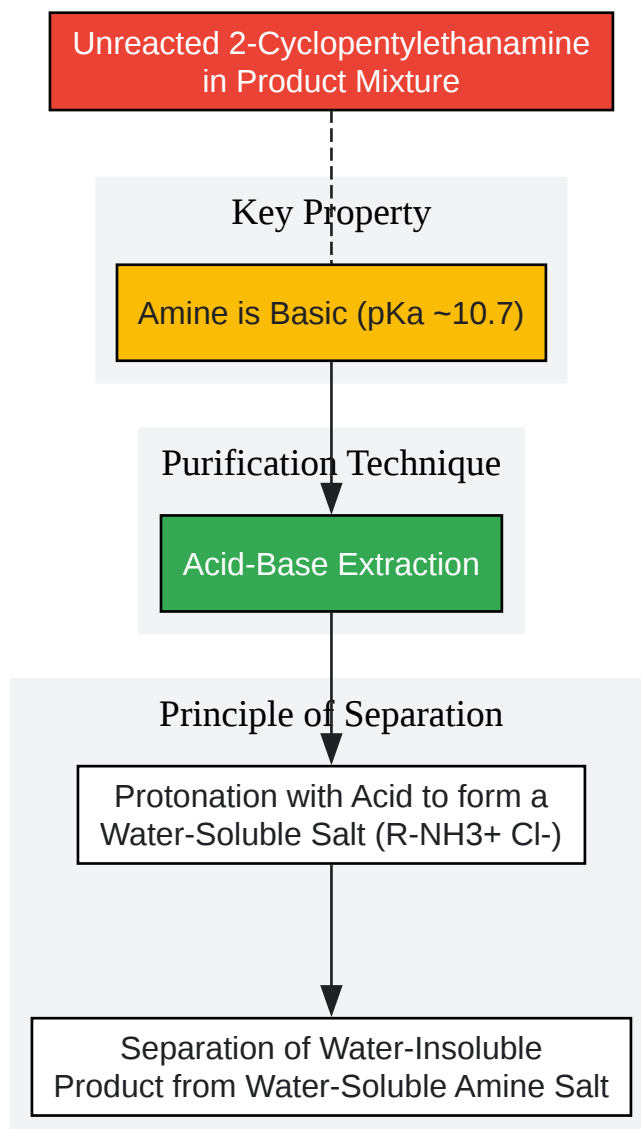 Unreacted 2-Cyclopentylethanamine
in Product Mixture
Key Property
Amine is Basic (pKa ~10.7)
Purification Technique
Acid-Base Extraction
Principle of Separation
Protonation with Acid to form a
Water-Soluble Salt (R-NH3+ Cl-)
Separation of Water-Insoluble
Product from Water-Soluble Amine Salt